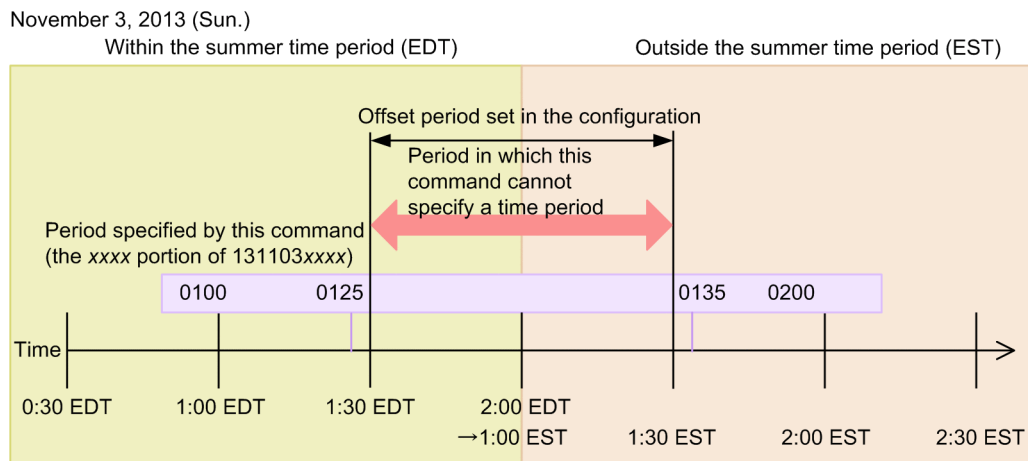 November 3, 2013 (Sun.)
Within the summer time period (EDT)
Outside the summer time period (EST)
Offset period set in the configuration
Period in which this
command cannot
specify a time period
Period specified by this command
(the xxxx portion of 131103xxxx)
0100
0125
0135
0200
Time
0:30 EDT
1:00 EDT
1:30 EDT
2:00 EDT
→1:00 EST
1:30 EST
2:00 EST
2:30 EST